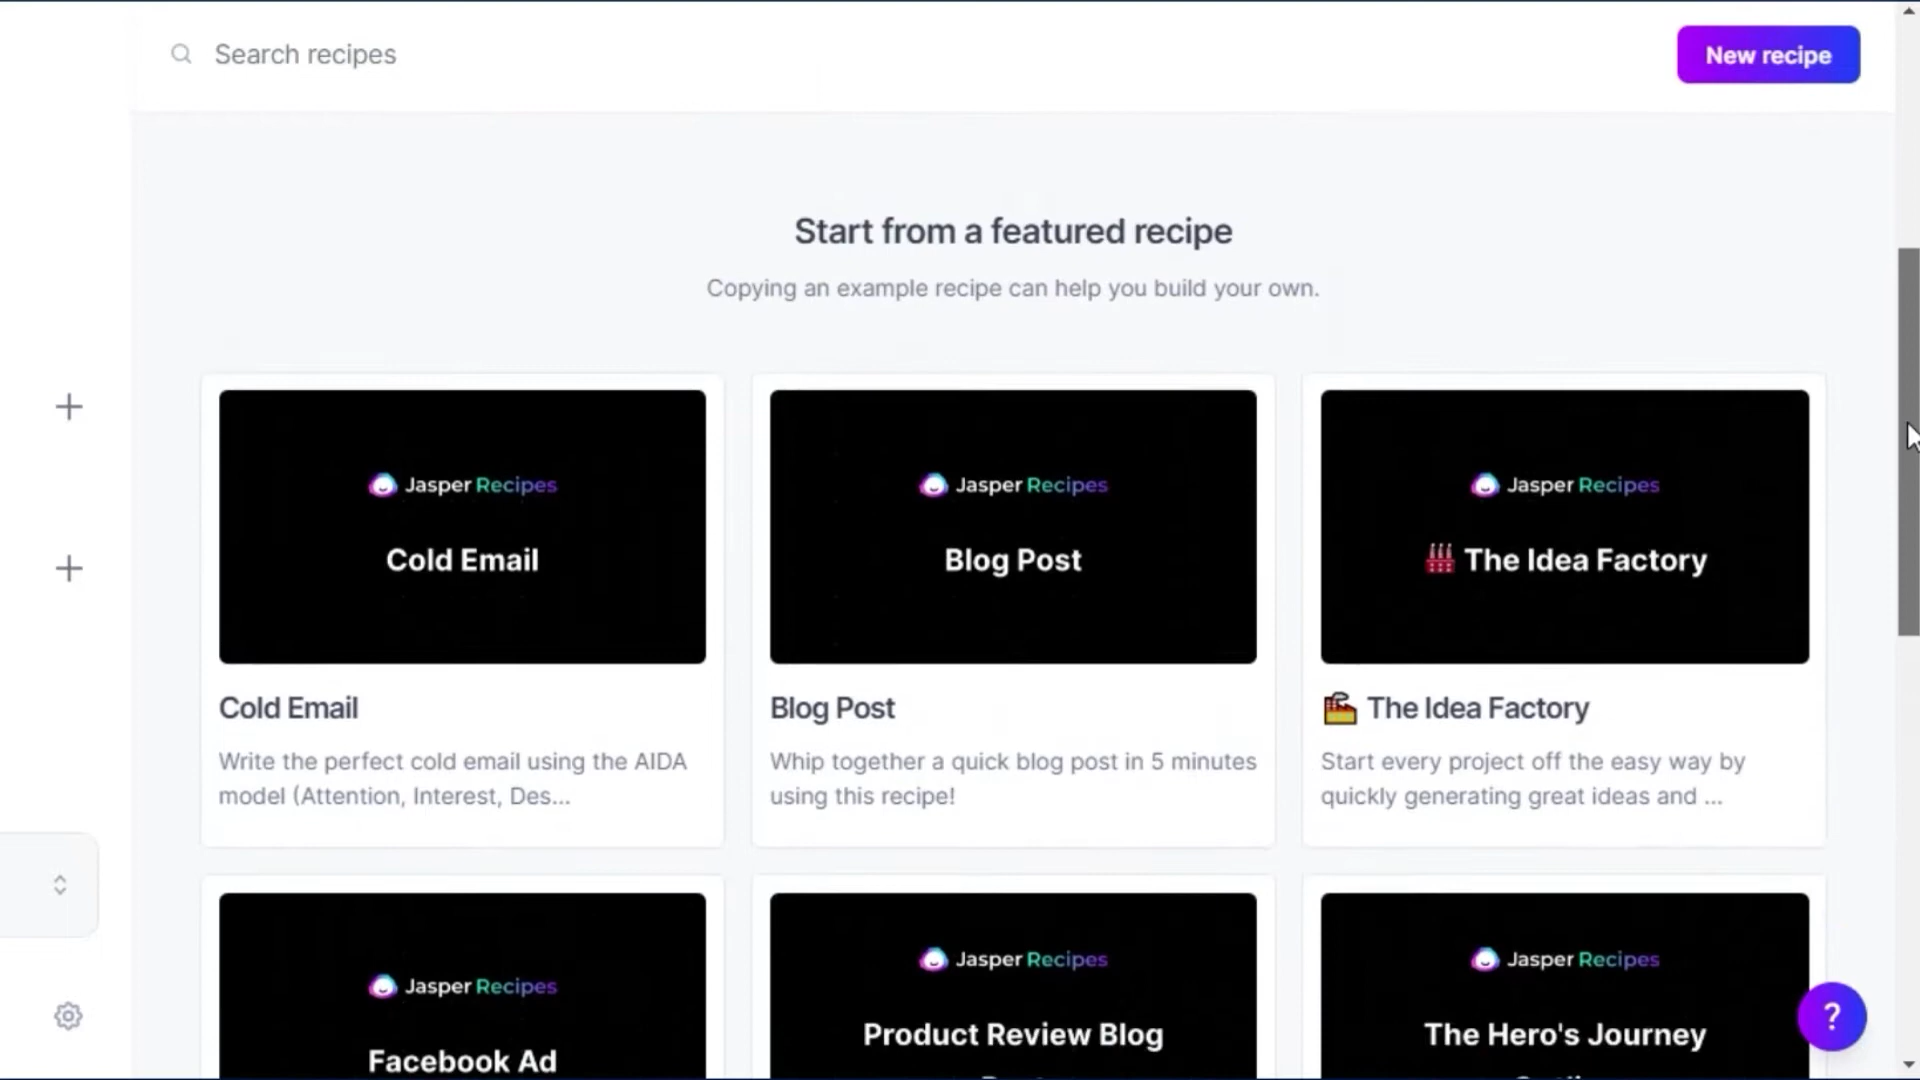 Search recipes
New recipe
Start from a featured recipe
Copying an example recipe can help you build your own.
Jasper Recipes
Cold Email
Jasper Recipes
Blog Post
Jasper Recipes
The Idea Factory
Cold Email
Write the perfect cold email using the AIDA
model (Attention, Interest, Des...
Blog Post
Whip together a quick blog post in 5 minutes
using this recipe!
The Idea Factory
Start every project off the easy way by
quickly generating great ideas and ...
Jasper Recipes
Facebook Ad
Jasper Recipes
Product Review Blog
Jasper Recipes
The Hero's Journey
?